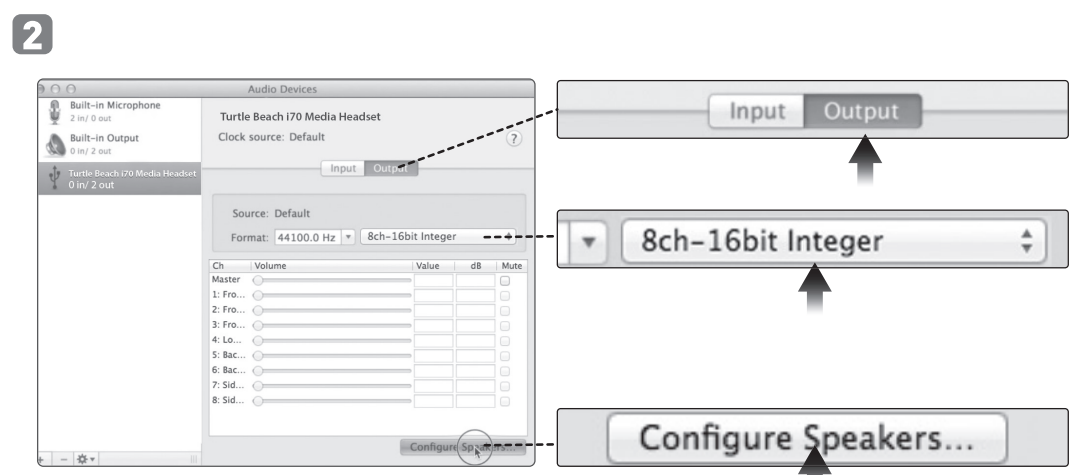 2
Audio Devices
Built-in Microphone
2 in/ 0 out
Built-in Output
0 in/ 2 out
Turtle Beach i70 Media Headset
0 in/ 2 out
Turtle Beach i70 Media Headset
Clock source: Default
?
Input Output
Source: Default
Format: 44100.0 Hz 8ch-16bit Integer
Ch Volume Value dB Mute
Master
1: Fro...
2: Fro...
3: Fro...
4: Lo...
5: Bac...
6: Bac...
7: Sid...
8: Sid...
Configure Speakers...
+ -
Input Output
8ch-16bit Integer
Configure Speakers...